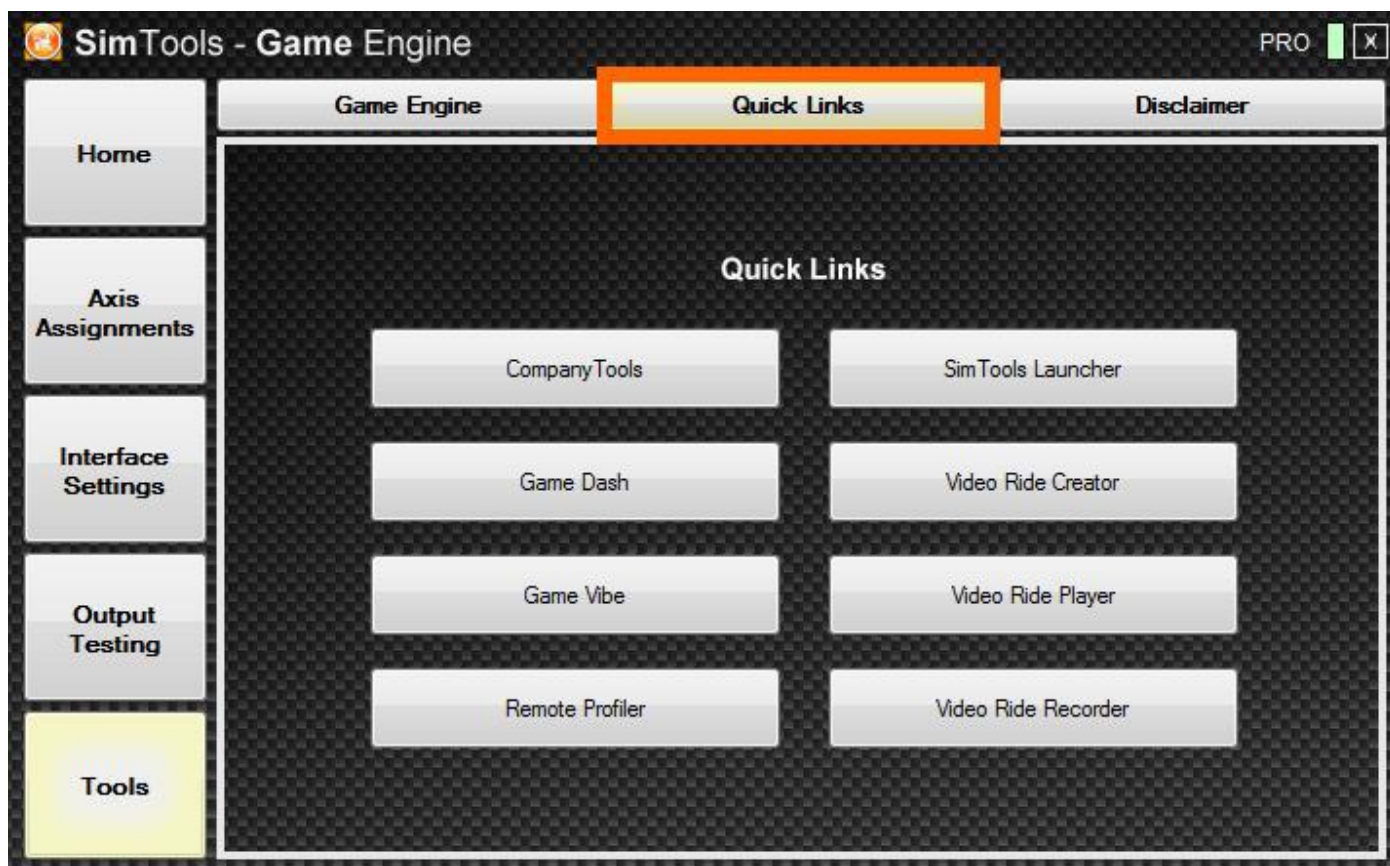 SimTools - Game Engine
PRO
X
Game Engine
Quick Links
Disclaimer
Home
Axis
Assignments
Interface
Settings
Output
Testing
Tools
Quick Links
CompanyTools
SimTools Launcher
Game Dash
Video Ride Creator
Game Vibe
Video Ride Player
Remote Profiler
Video Ride Recorder